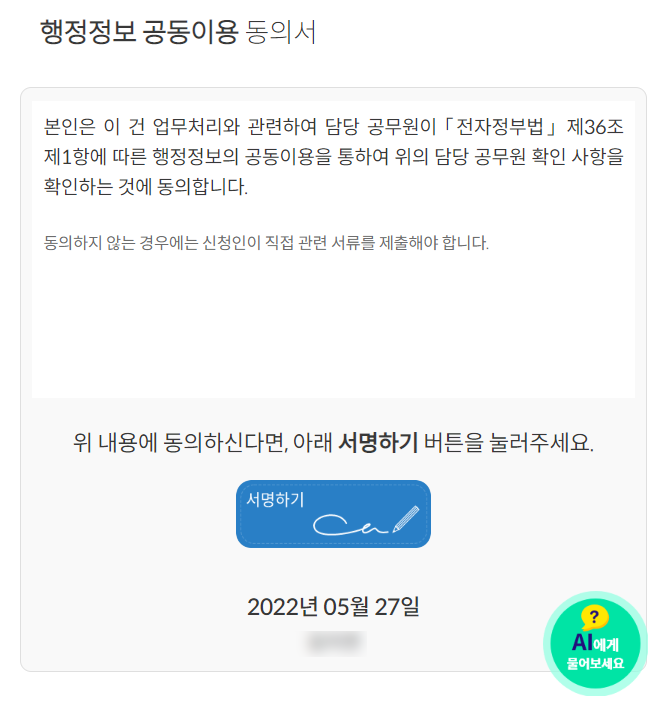 행정정보 공동이용 동의서
본인은 이 건 업무처리와 관련하여 담당 공무원이「전자정부법」제36조
제1항에 따른 행정정보의 공동이용을 통하여 위의 담당 공무원 확인 사항을
확인하는 것에 동의합니다.
동의하지 않는 경우에는 신청인이 직접 관련 서류를 제출해야 합니다.
위 내용에 동의하신다면, 아래 서명하기 버튼을 눌러주세요.
서명하기
2022년 05월 27일
?
AI에게
물어보세요